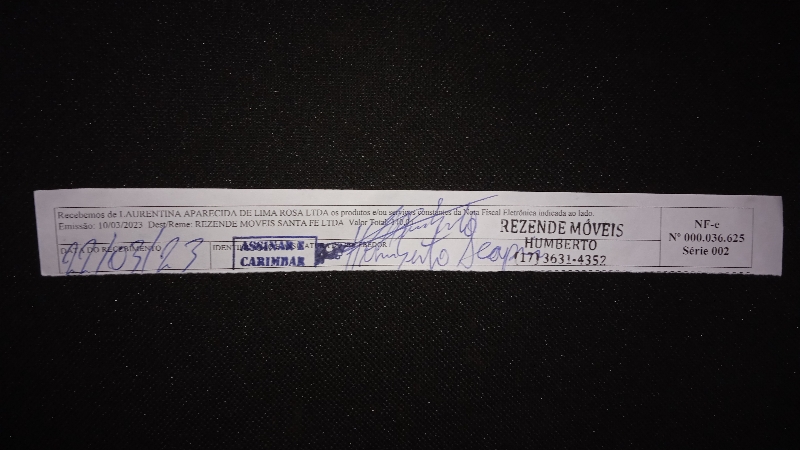 Recebemos de LAURENTINA APARECIDA DE LIMA ROSA LTDA os produtos e/ou serviços constantes da Nota Fiscal Eletrônica indicada ao lado.
Emissão: 10/03/2023 Dest/Reme: REZENDE MOVEIS SANTA FE LTDA Valor Total:
DATA DO RECEBIMENTO
22/03/23
ASSINAR E
CARIMBAR
Humberto
REZENDE MÓVEIS
HUMBERTO
(17) 3631-4352
NF-e
Nº 000.036.625
Série 002